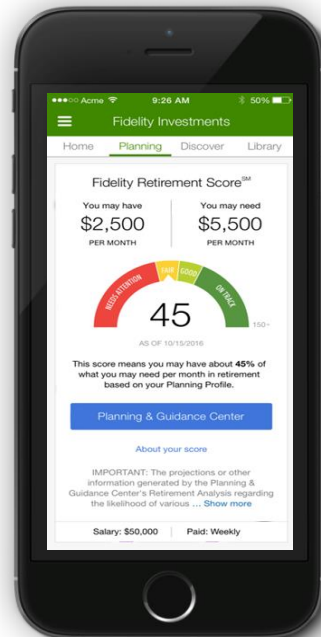 Acme 9:26 AM 50%
Fidelity Investments
Home Planning Discover Library
Fidelity Retirement Score℠
You may have You may need
$2,500 $5,500
PER MONTH PER MONTH
NEEDS ATTENTION FAIR GOOD ON TRACK
45
150+
AS OF 10/15/2016
This score means you may have about 45% of
what you may need per month in retirement
based on your Planning Profile.
Planning & Guidance Center
About your score
IMPORTANT: The projections or other
information generated by the Planning &
Guidance Center's Retirement Analysis regarding
the likelihood of various ... Show more
Salary: $50,000 Paid: Weekly